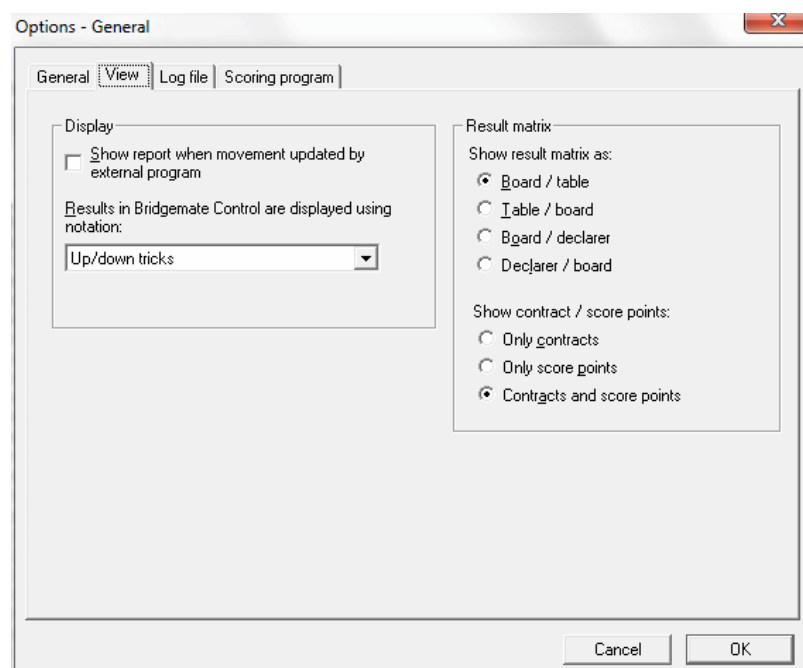 Options - General
General
View
Log file
Scoring program
Display
Show report when movement updated by
external program
Results in Bridgemate Control are displayed using
notation:
Up/down tricks
Result matrix
Show result matrix as:
Board / table
Table / board
Board / declarer
Declarer / board
Show contract / score points:
Only contracts
Only score points
Contracts and score points
Cancel
OK